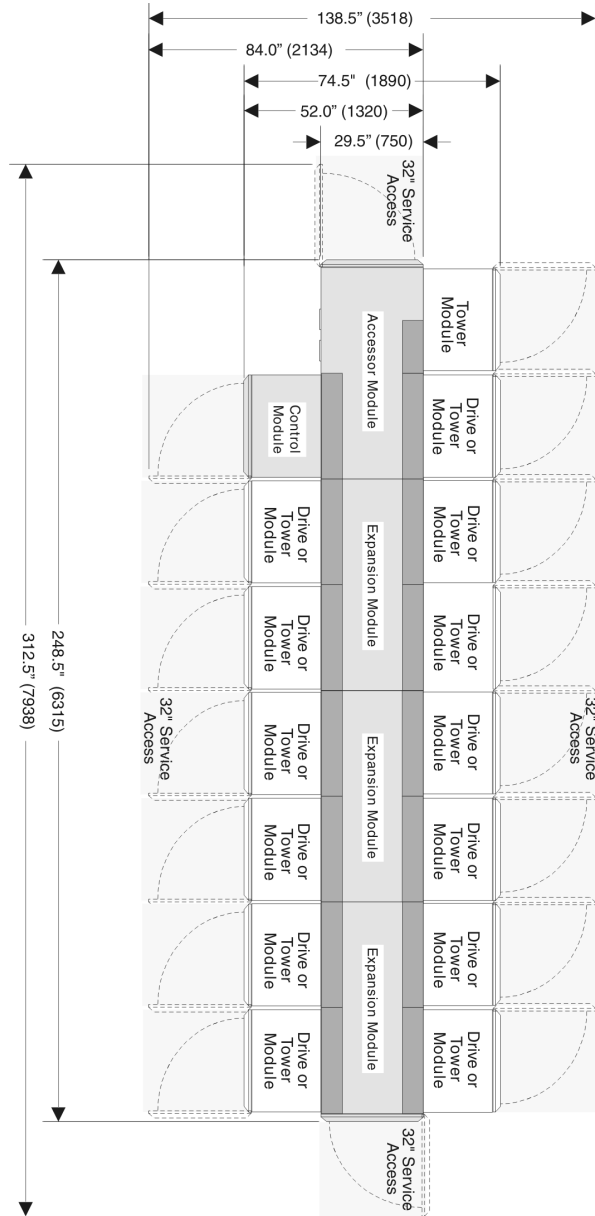 138.5” (3518)
84.0” (2134)
74.5" (1890)
52.0” (1320)
29.5” (750)
32" Service
Access
Tower
Module
Accessor Module
Control
Module
Drive or
Tower
Module
Drive or
Tower
Module
Expansion Module
Drive or
Tower
Module
Drive or
Tower
Module
Drive or
Tower
Module
32" Service
Access
Drive or
Tower
Module
Expansion Module
Drive or
Tower
Module
32" Service
Access
248.5" (6315)
312.5” (7938)
Drive or
Tower
Module
Drive or
Tower
Module
Drive or
Tower
Module
Expansion Module
Drive or
Tower
Module
Drive or
Tower
Module
Drive or
Tower
Module
32" Service
Access